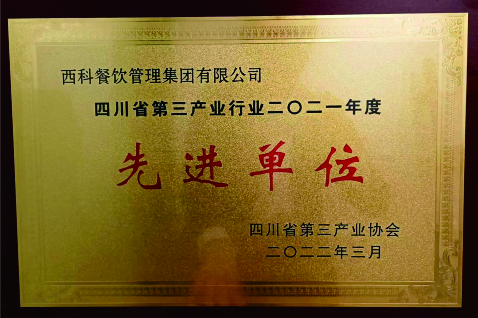 西科餐饮管理集团有限公司
四川省第三产业行业二〇二一年度
先进单位
四川省第三产业协会
二〇二二年三月